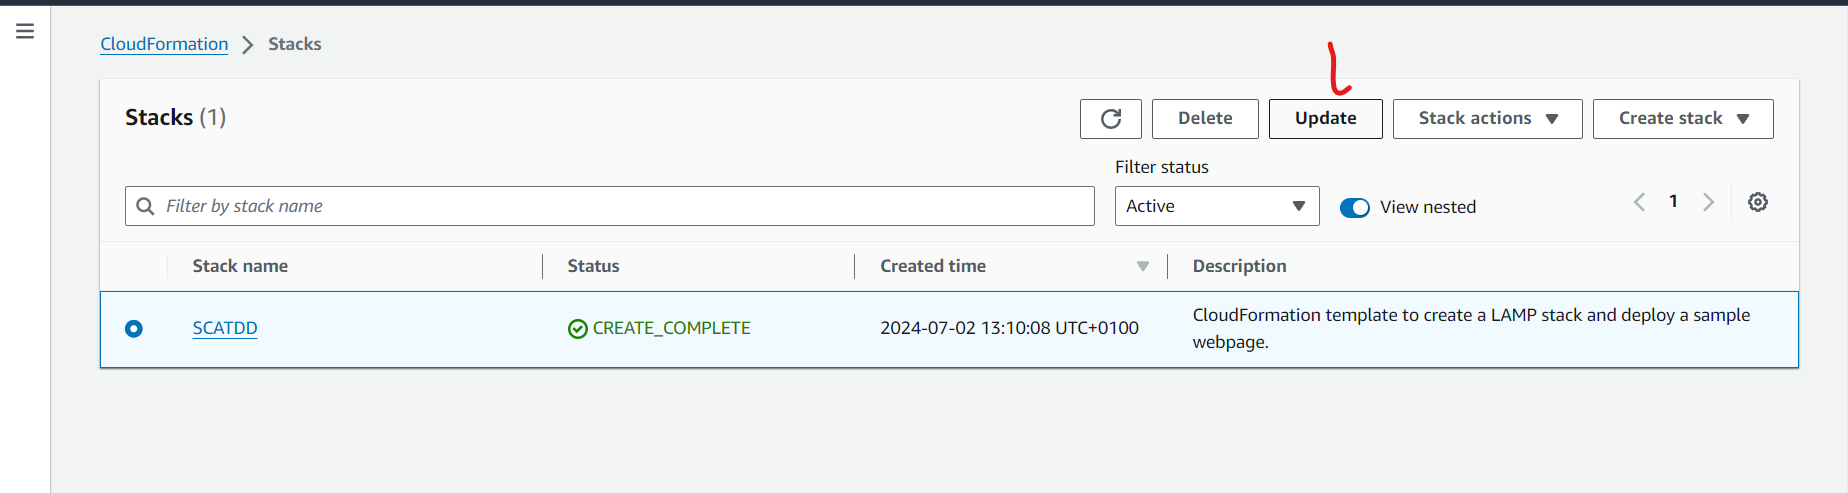 CloudFormation > Stacks
Stacks (1)
Delete
Update
Stack actions
Create stack
Filter status
Filter by stack name
Active
View nested
1
Stack name
Status
Created time
Description
SCATDD
CREATE_COMPLETE
2024-07-02 13:10:08 UTC+0100
CloudFormation template to create a LAMP stack and deploy a sample
webpage.